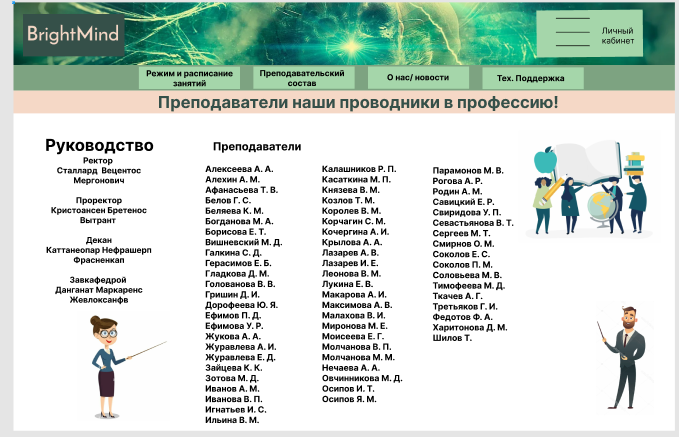 BrightMind
Личный
кабинет
Режим и расписание
занятий
Преподавательский
состав
О нас/ новости
Тех. Поддержка
Преподаватели наши проводники в профессию!
Руководство
Ректор
Сталлард Вецентос
Мергонович
Проректор
Кристоансен Бретенос
Вытрант
Декан
Каттанеопар Нефрашерп
Фрасненкап
Завкафедрой
Данганат Маркаренс
Жевлоксанфв
Преподаватели
Алексеева А. А.
Алехин А. М.
Афанасьева Т. В.
Белов Г. С.
Беляева К. М.
Богданова М. А.
Борисова Е. Т.
Вишневский М. Д.
Галкина С. Д.
Герасимов Е. Б.
Гладкова Д. М.
Голованова В. В.
Гришин Д. И.
Дорофеева Ю. Я.
Ефимов П. Д.
Ефимова У. Р.
Жукова А. А.
Журавлева А. И.
Журавлева Е. Д.
Зайцева К. К.
Зотова М. Д.
Иванов А. М.
Иванова В. П.
Игнатьев И. С.
Ильина В. М.
Калашников Р. П.
Касаткина М. П.
Князева В. М.
Козлов Т. М.
Королев В. М.
Корчагин С. М.
Кочергина А. И.
Крылова А. А.
Лазарев А. В.
Лазарев И. Е.
Леонова В. М.
Лукина Е. В.
Макарова А. И.
Максимова А. В.
Малахова В. И.
Миронова М. Е.
Моисеева Е. Г.
Молчанова В. П.
Молчанова М. М.
Нечаева А. А.
Овчинникова М. Д.
Осипов И. Т.
Осипов Я. М.
Парамонов М. В.
Рогова А. Р.
Родин А. М.
Савицкий Е. Р.
Свиридова У. П.
Севастьянова В. Т.
Сергеев М. Т.
Смирнов О. М.
Соколов Е. С.
Соколов П. М.
Соловьева М. В.
Тимофеева М. Д.
Ткачев А. Г.
Третьяков Г. И.
Федотов Ф. А.
Харитонова Д. М.
Шилов Т.